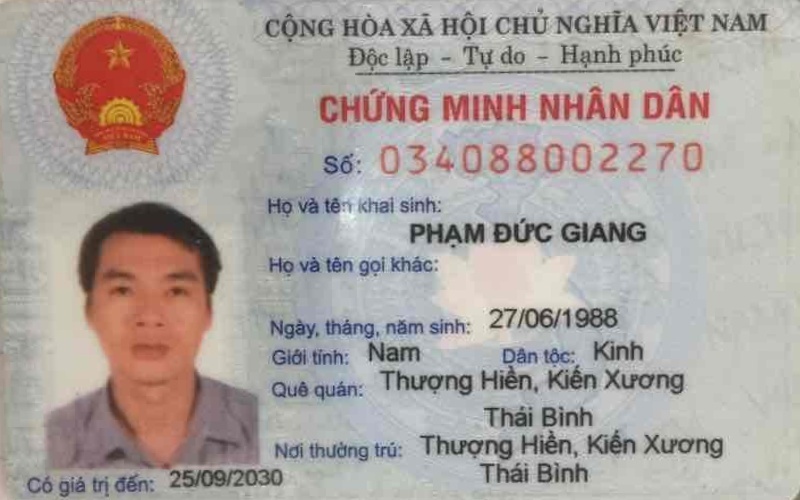 CỘNG HÒA XÃ HỘI CHỦ NGHĨA VIỆT NAM
Độc lập - Tự do - Hạnh phúc
CHỨNG MINH NHÂN DÂN
Số: 034088002270
Họ và tên khai sinh:
PHẠM ĐỨC GIANG
Họ và tên gọi khác:
Ngày, tháng, năm sinh: 27/06/1988
Giới tính: Nam Dân tộc: Kinh
Quê quán: Thượng Hiền, Kiến Xương
Thái Bình
Nơi thường trú: Thượng Hiền, Kiến Xương
Thái Bình
Có giá trị đến: 25/09/2030